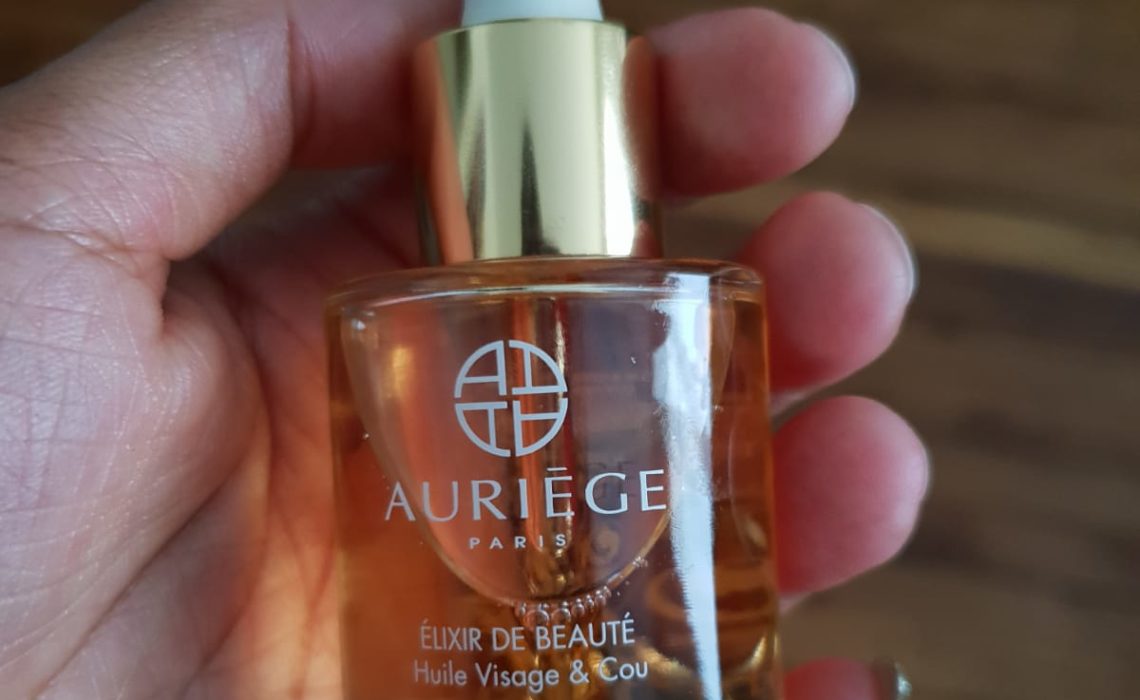 AURIĒGE
PARIS
ÉLIXIR DE BEAUTÉ
Huile Visage & Cou